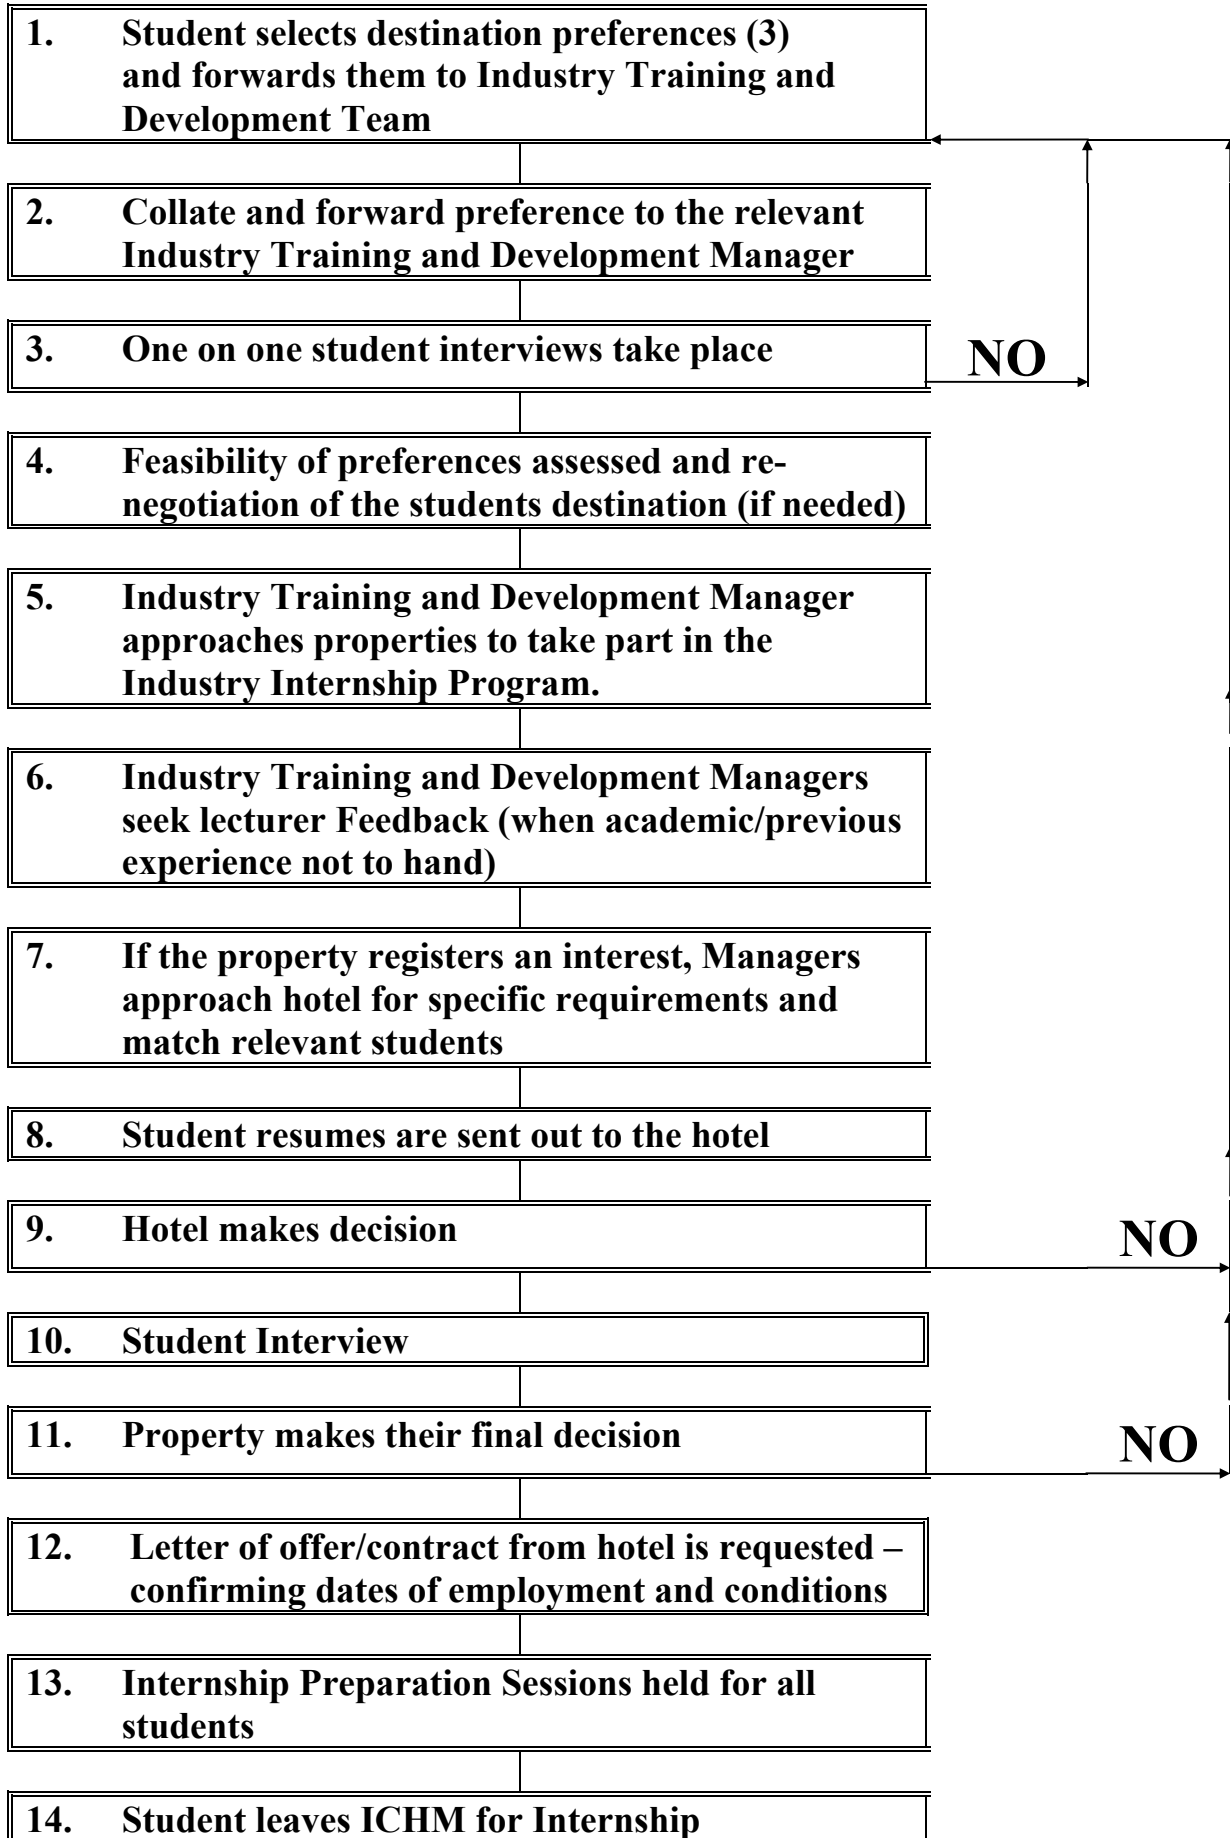 1. Student selects destination preferences (3)
and forwards them to Industry Training and
Development Team
2. Collate and forward preference to the relevant
Industry Training and Development Manager
3. One on one student interviews take place
NO
4. Feasibility of preferences assessed and re-
negotiation of the students destination (if needed)
5. Industry Training and Development Manager
approaches properties to take part in the
Industry Internship Program.
6. Industry Training and Development Managers
seek lecturer Feedback (when academic/previous
experience not to hand)
7. If the property registers an interest, Managers
approach hotel for specific requirements and
match relevant students
8. Student resumes are sent out to the hotel
9. Hotel makes decision
NO
10. Student Interview
11. Property makes their final decision
NO
12. Letter of offer/contract from hotel is requested –
confirming dates of employment and conditions
13. Internship Preparation Sessions held for all
students
14. Student leaves ICHM for Internship